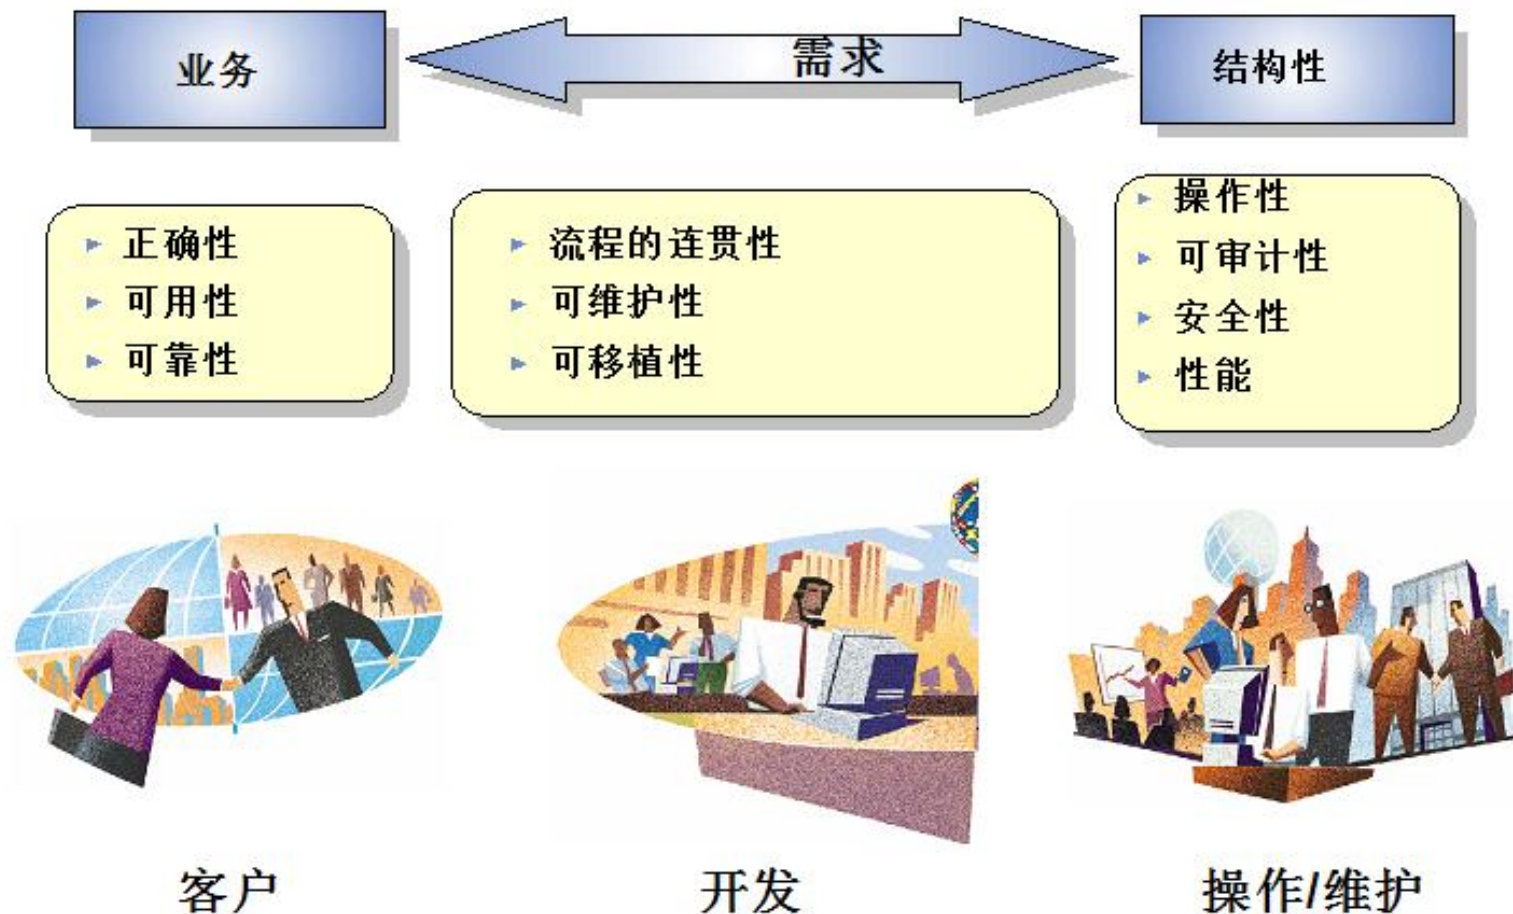 业务
需求
结构性
正确性
可用性
可靠性
流程的连贯性
可维护性
可移植性
操作性
可审计性
安全性
性能
客户
开发
操作/维护